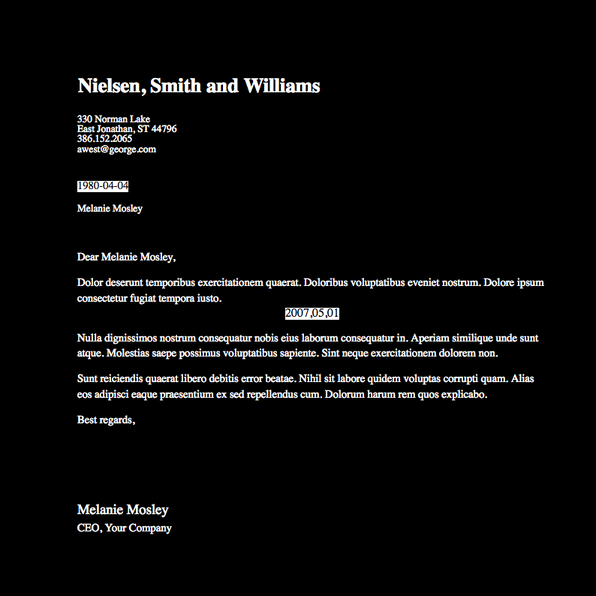 Nielsen, Smith and Williams
330 Norman Lake
East Jonathan, ST 44796
386.152.2065
awest@george.com
1980-04-04
Melanie Mosley
Dear Melanie Mosley,
Dolor deserunt temporibus exercitationem quaerat. Doloribus voluptatibus eveniet nostrum. Dolore ipsum
consectetur fugiat tempora iusto.
2007,05,01
Nulla dignissimos nostrum consequatur nobis eius laborum consequatur in. Aperiam similique unde sunt
atque. Molestias saepe possimus voluptatibus sapiente. Sint neque exercitationem dolorem non.
Sunt reiciendis quaerat libero debitis error beatae. Nihil sit labore quidem voluptas corrupti quam. Alias
eos adipisci eaque praesentium ex sed repellendus cum. Dolorum harum rem quos explicabo.
Best regards,
Melanie Mosley
CEO, Your Company